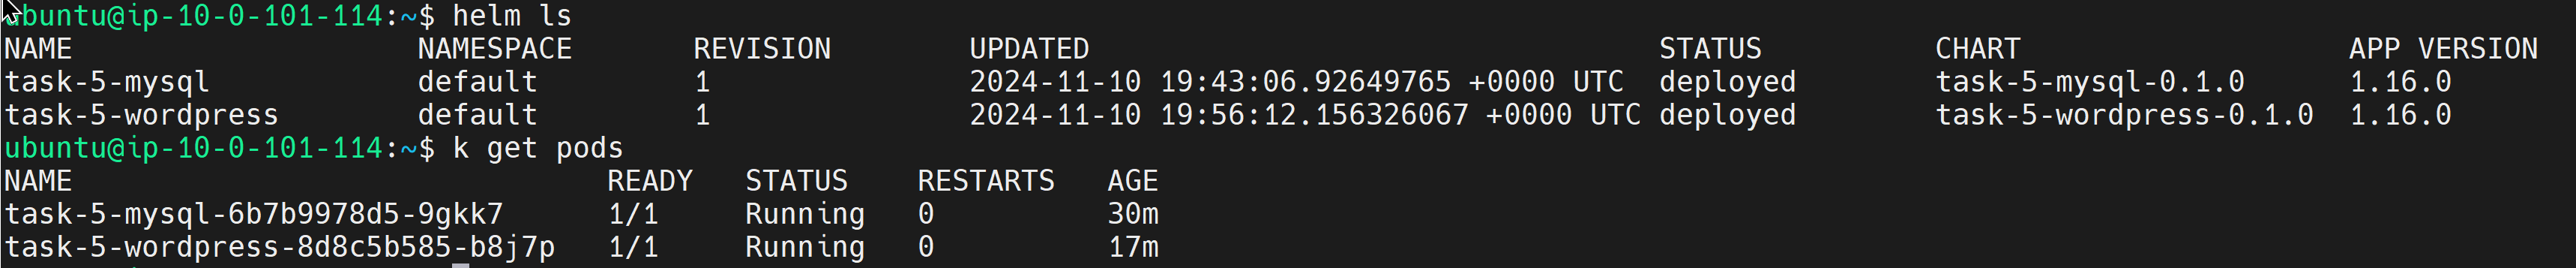 ubuntu@ip-10-0-101-114:~$ helm ls
NAME NAMESPACE REVISION UPDATED STATUS CHART APP VERSION
task-5-mysql default 1 2024-11-10 19:43:06.92649765 +0000 UTC deployed task-5-mysql-0.1.0 1.16.0
task-5-wordpress default 1 2024-11-10 19:56:12.156326067 +0000 UTC deployed task-5-wordpress-0.1.0 1.16.0
ubuntu@ip-10-0-101-114:~$ k get pods
NAME READY STATUS RESTARTS AGE
task-5-mysql-6b7b9978d5-9gkk7 1/1 Running 0 30m
task-5-wordpress-8d8c5b585-b8j7p 1/1 Running 0 17m